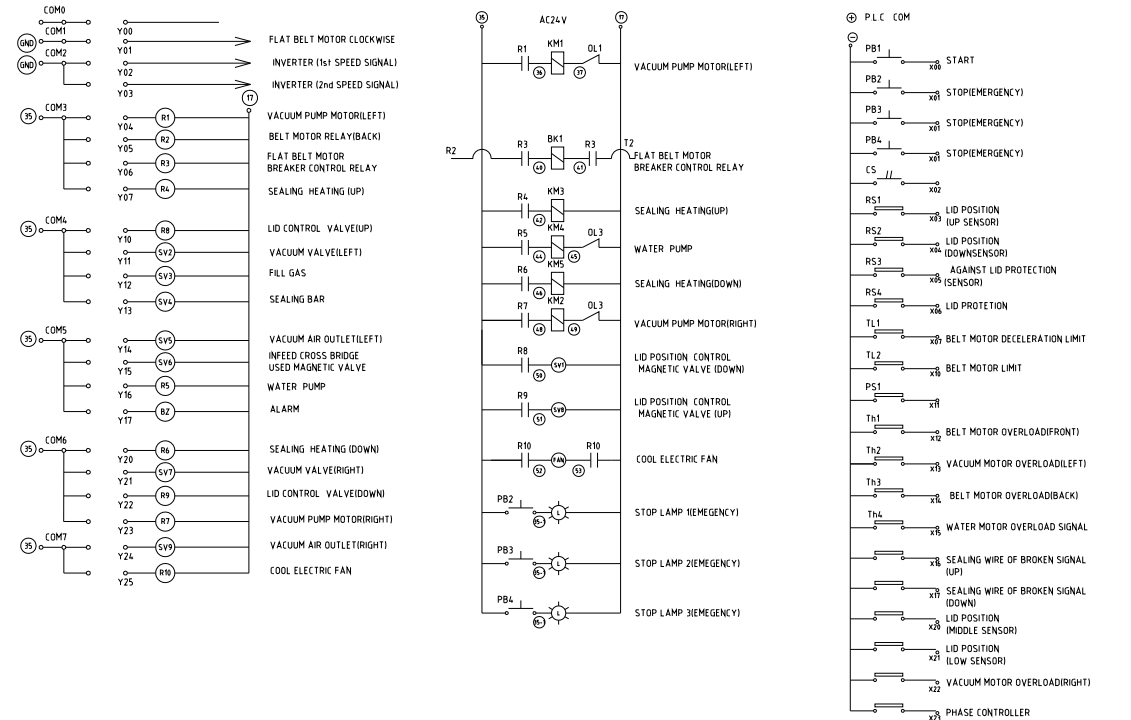 COM0
Y00
GND COM1
Y01
FLAT BELT MOTOR CLOCKWISE
GND COM2
Y02
INVERTER (1st SPEED SIGNAL)
Y03
INVERTER (2nd SPEED SIGNAL)
17
35 COM3
Y04 R1 VACUUM PUMP MOTOR(LEFT)
Y05 R2 BELT MOTOR RELAY(BACK)
Y06 R3 FLAT BELT MOTOR
BREAKER CONTROL RELAY
Y07 R4 SEALING HEATING (UP)
35 COM4
Y10 R8 LID CONTROL VALVE(UP)
Y11 SV2 VACUUM VALVE(LEFT)
Y12 SV3 FILL GAS
Y13 SV4 SEALING BAR
35 COM5
Y14 SV5 VACUUM AIR OUTLET(LEFT)
Y15 SV6 INFEED CROSS BRIDGE
USED MAGNETIC VALVE
Y16 R5 WATER PUMP
Y17 BZ ALARM
35 COM6
Y20 R6 SEALING HEATING (DOWN)
Y21 SV7 VACUUM VALVE(RIGHT)
Y22 R9 LID CONTROL VALVE(DOWN)
Y23 R7 VACUUM PUMP MOTOR(RIGHT)
35 COM7
Y24 SV9 VACUUM AIR OUTLET(RIGHT)
Y25 R10 COOL ELECTRIC FAN
35 AC24V 17
R1 36 KM1 37 OL1
VACUUM PUMP MOTOR(LEFT)
R2 R3 40 BK1 41 R3 T2
FLAT BELT MOTOR
BREAKER CONTROL RELAY
R4 42 KM3
SEALING HEATING(UP)
R5 44 KM4 45 OL3
WATER PUMP
R6 46 KM5
SEALING HEATING(DOWN)
R7 48 KM2 49 OL3
VACUUM PUMP MOTOR(RIGHT)
R8 50 SV1
LID POSITION CONTROL
MAGNETIC VALVE (DOWN)
R9 51 SV8
LID POSITION CONTROL
MAGNETIC VALVE (UP)
R10 52 FAN 53 R10
COOL ELECTRIC FAN
PB2 35-1 L
STOP LAMP 1(EMEGENCY)
PB3 35-1 L
STOP LAMP 2(EMEGENCY)
PB4 35-1 L
STOP LAMP 3(EMEGENCY)
+ P.L.C COM
−
PB1 X00 START
PB2 X01 STOP(EMERGENCY)
PB3 X01 STOP(EMERGENCY)
PB4 X01 STOP(EMERGENCY)
CS X02
RS1 X03 LID POSITION
(UP SENSOR)
RS2 X04 LID POSITION
(DOWNSENSOR)
RS3 X05 AGAINST LID PROTECTION
(SENSOR)
RS4 X06 LID PROTETION
TL1 X07 BELT MOTOR DECELERATION LIMIT
TL2 X10 BELT MOTOR LIMIT
PS1 X11
Th1 X12 BELT MOTOR OVERLOAD(FRONT)
Th2 X13 VACUUM MOTOR OVERLOAD(LEFT)
Th3 X14 BELT MOTOR OVERLOAD(BACK)
Th4 X15 WATER MOTOR OVERLOAD SIGNAL
X16 SEALING WIRE OF BROKEN SIGNAL
(UP)
X17 SEALING WIRE OF BROKEN SIGNAL
(DOWN)
X20 LID POSITION
(MIDDLE SENSOR)
X21 LID POSITION
(LOW SENSOR)
X22 VACUUM MOTOR OVERLOAD(RIGHT)
X23 PHASE CONTROLLER